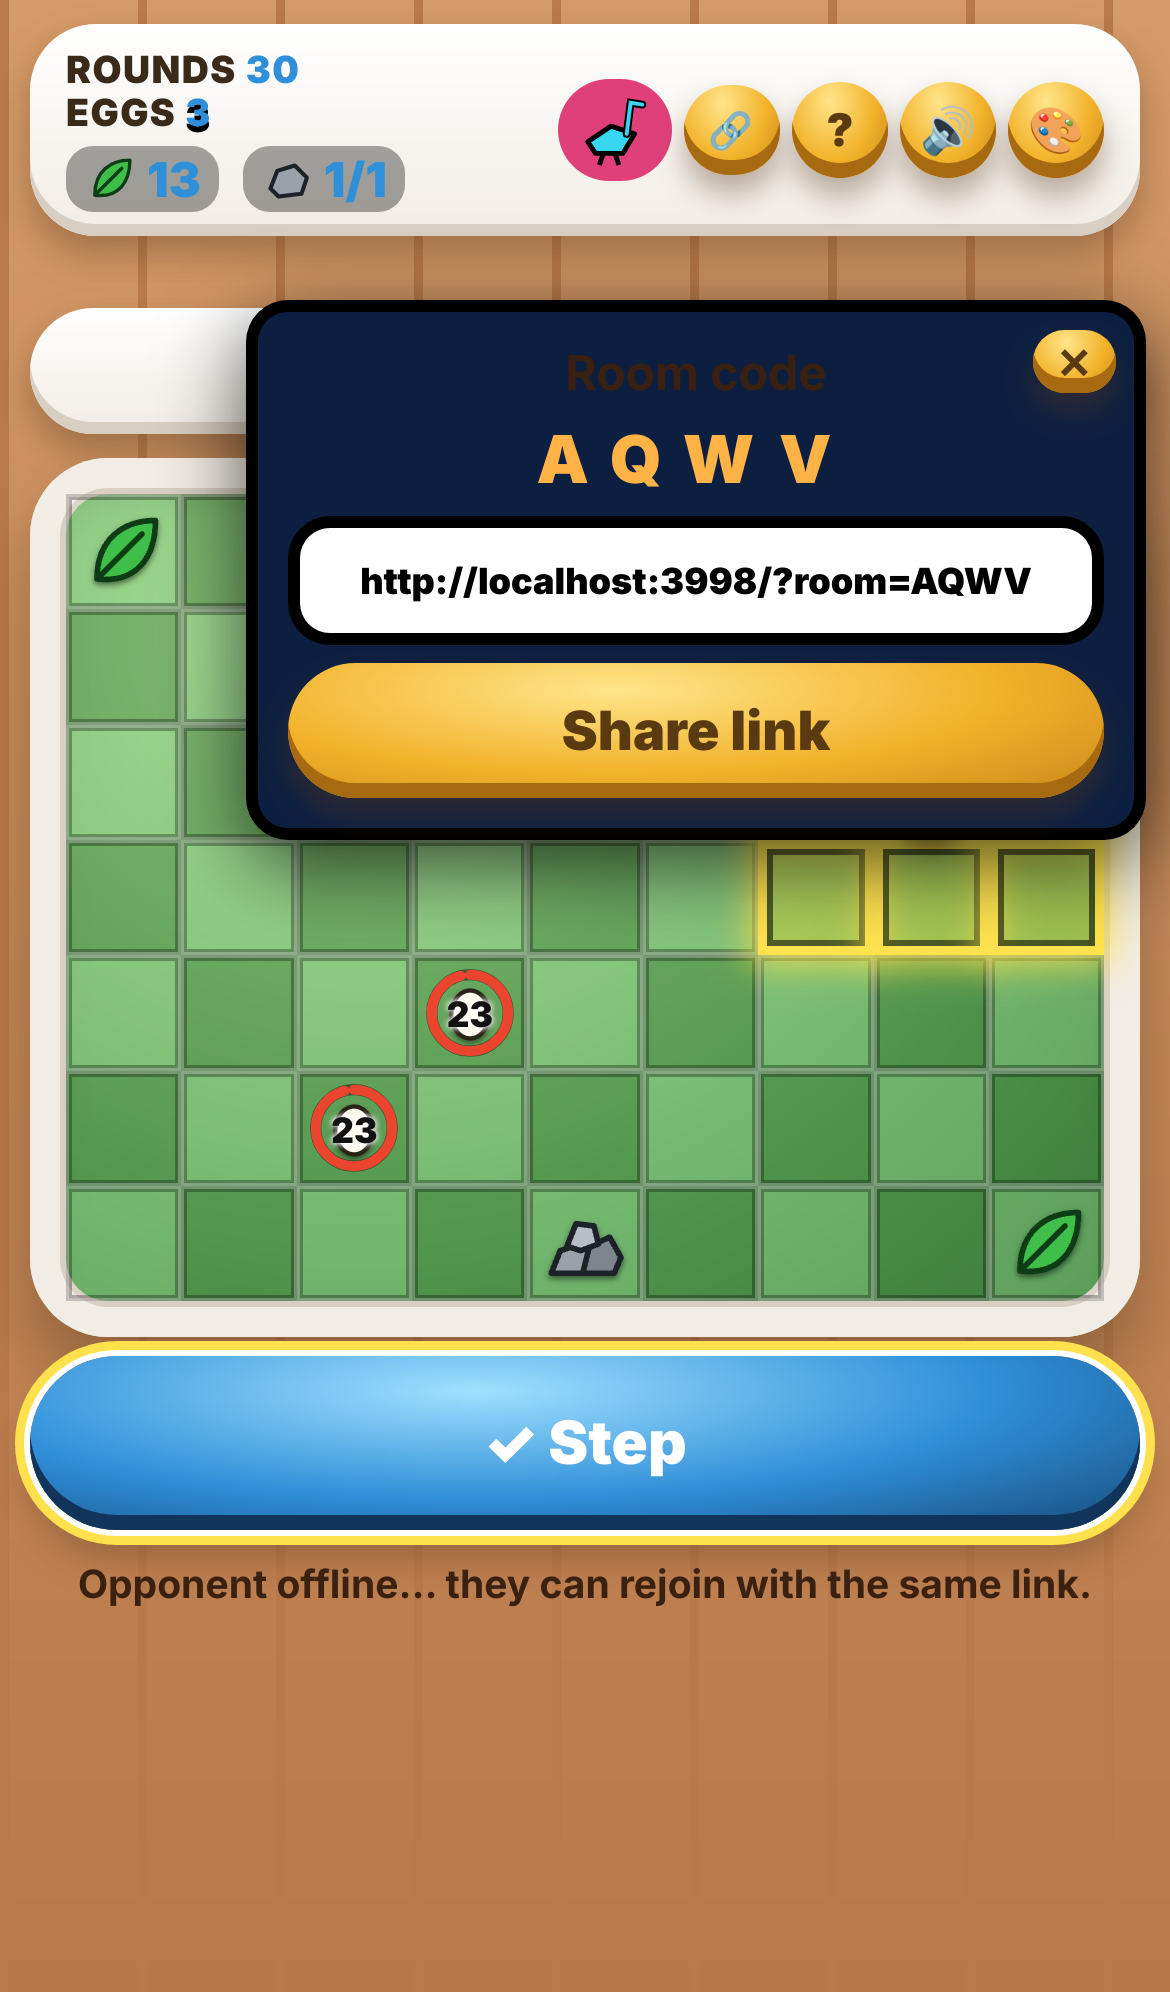 ROUNDS 30
EGGS 3
13 1/1
?
Room code
AQWV
http://localhost:3998/?room=AQWV
Share link
23
23
✓ Step
Opponent offline... they can rejoin with the same link.